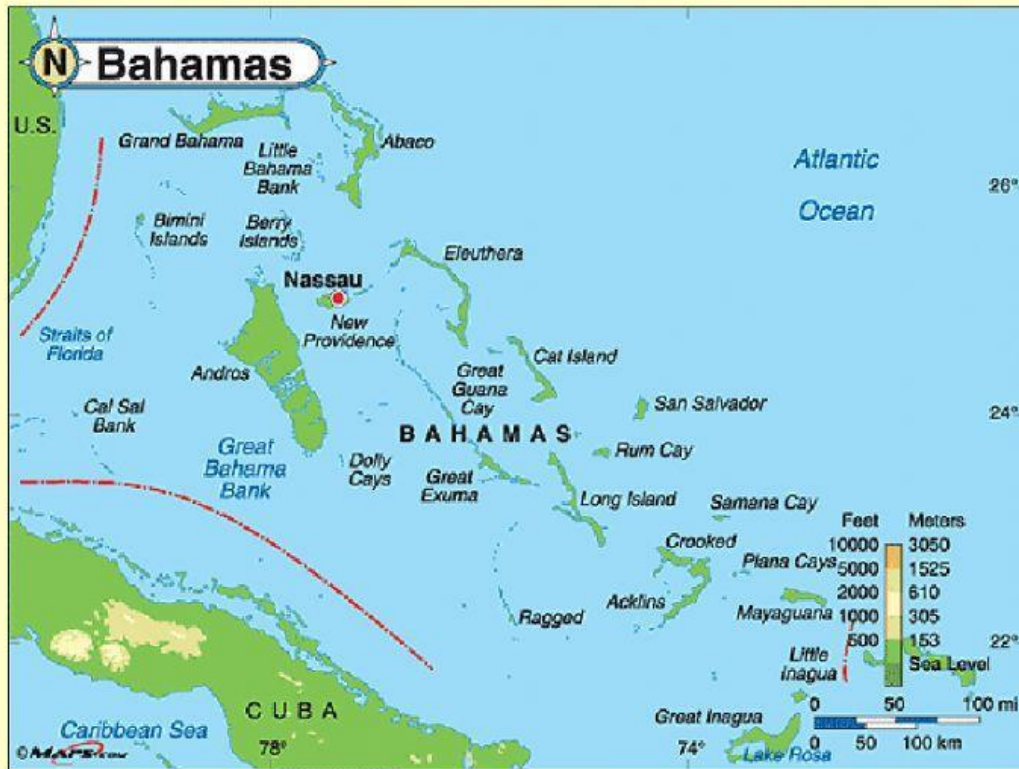 N Bahamas
U.S.
Grand Bahama
Little
Bahama
Bank
Abaco
Atlantic
Ocean
26°
Bimini
Islands
Berry
Islands
Eleuthera
Nassau
New
Providence
Straits of
Florida
Andros
Cat Island
Great
Guana
Cay
San Salvador
24°
Cal Sal
Bank
BAHAMAS
Great
Bahama
Bank
Dolly
Cays
Great
Exuma
Rum Cay
Long Island
Samana Cay
Crooked
Plana Cays
Acklins
Mayaguana
Ragged
Little
Inagua
22°
Feet Meters
10000 3050
5000 1525
2000 610
1000 305
500 153
Sea Level
0 50 100 mi
0 50 100 km
Great Inagua
Lake Rosa
CUBA
Caribbean Sea
78°
74°
©MAPS.com